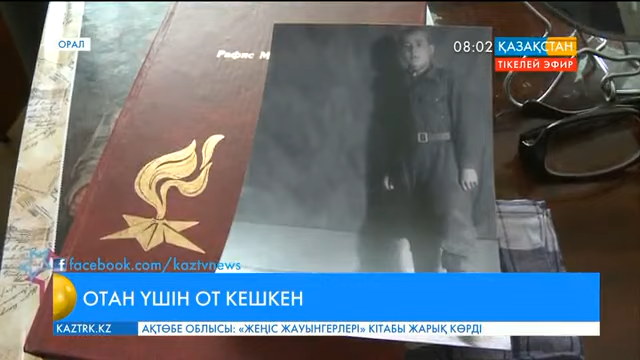 ОРАЛ
Рафис М
08:02 ҚАЗАҚСТАН
ТІКЕЛЕЙ ЭФИР
facebook.com/kaztvnews
ОТАН ҮШІН ОТ КЕШКЕН
KAZTRK.KZ АҚТӨБЕ ОБЛЫСЫ: «ЖЕҢІС ЖАУЫНГЕРЛЕРІ» КІТАБЫ ЖАРЫҚ КӨРДІ